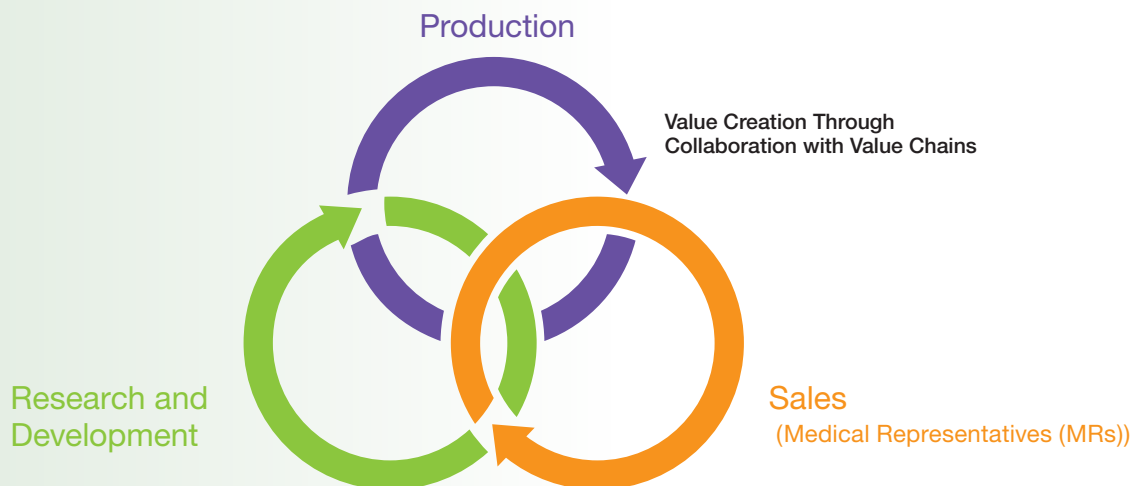 Production
Value Creation Through
Collaboration with Value Chains
Research and
Development
Sales
(Medical Representatives (MRs))